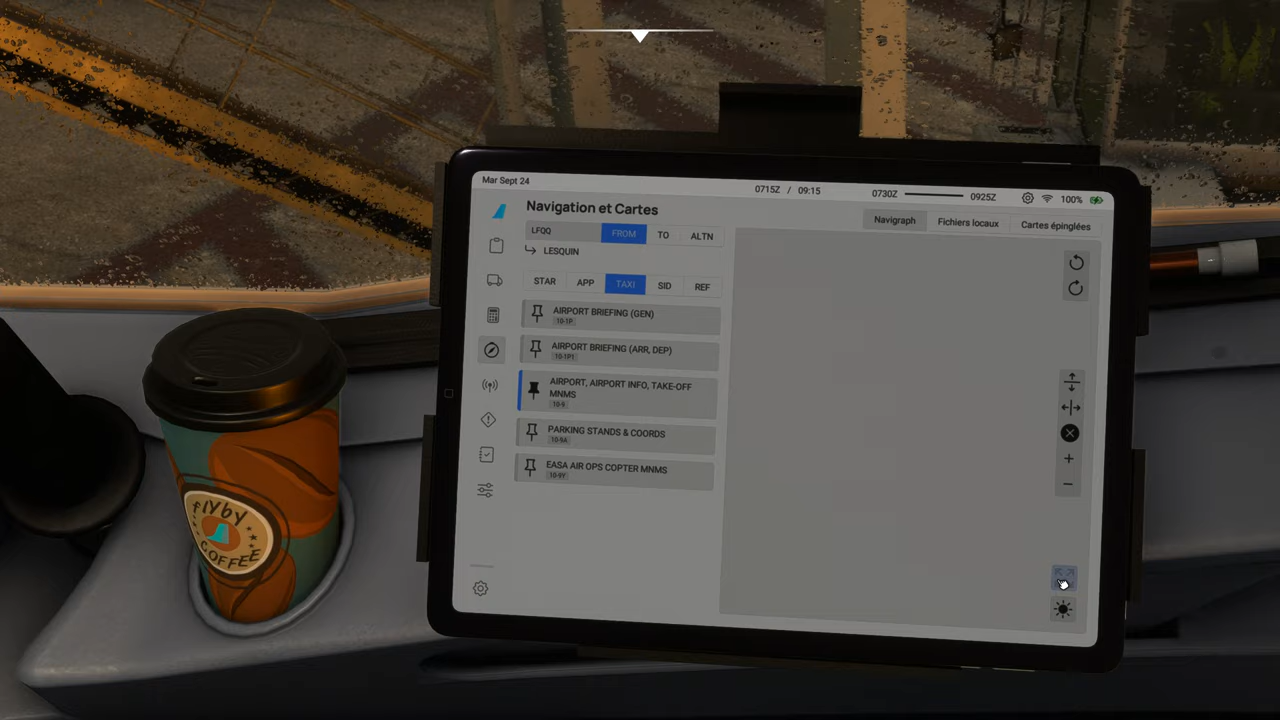 Mar Sept 24
0715Z / 09:15
0730Z
0925Z
100%
Navigation et Cartes
Navigraph
Fichiers locaux
Cartes épinglées
LFQQ
FROM
TO
ALTN
LESQUIN
STAR
APP
TAXI
SID
REF
AIRPORT BRIEFING (GEN)
10-1P
AIRPORT BRIEFING (ARR, DEP)
10-1P1
AIRPORT, AIRPORT INFO, TAKE-OFF
MNMS
10-9
PARKING STANDS & COORDS
10-9A
EASA AIR OPS COPTER MNMS
10-9Y
flYby
COFFEE